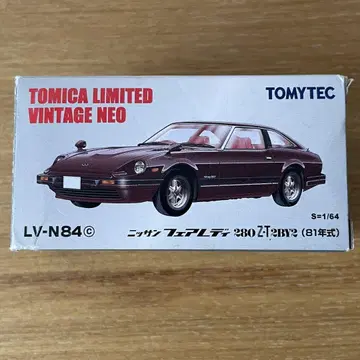 TOMICA LIMITED
VINTAGE NEO
TOMYTEC
S=1/64
LV-N84©
ニッサン フェアレディ 280 Z-T 2BY2 (81年式)